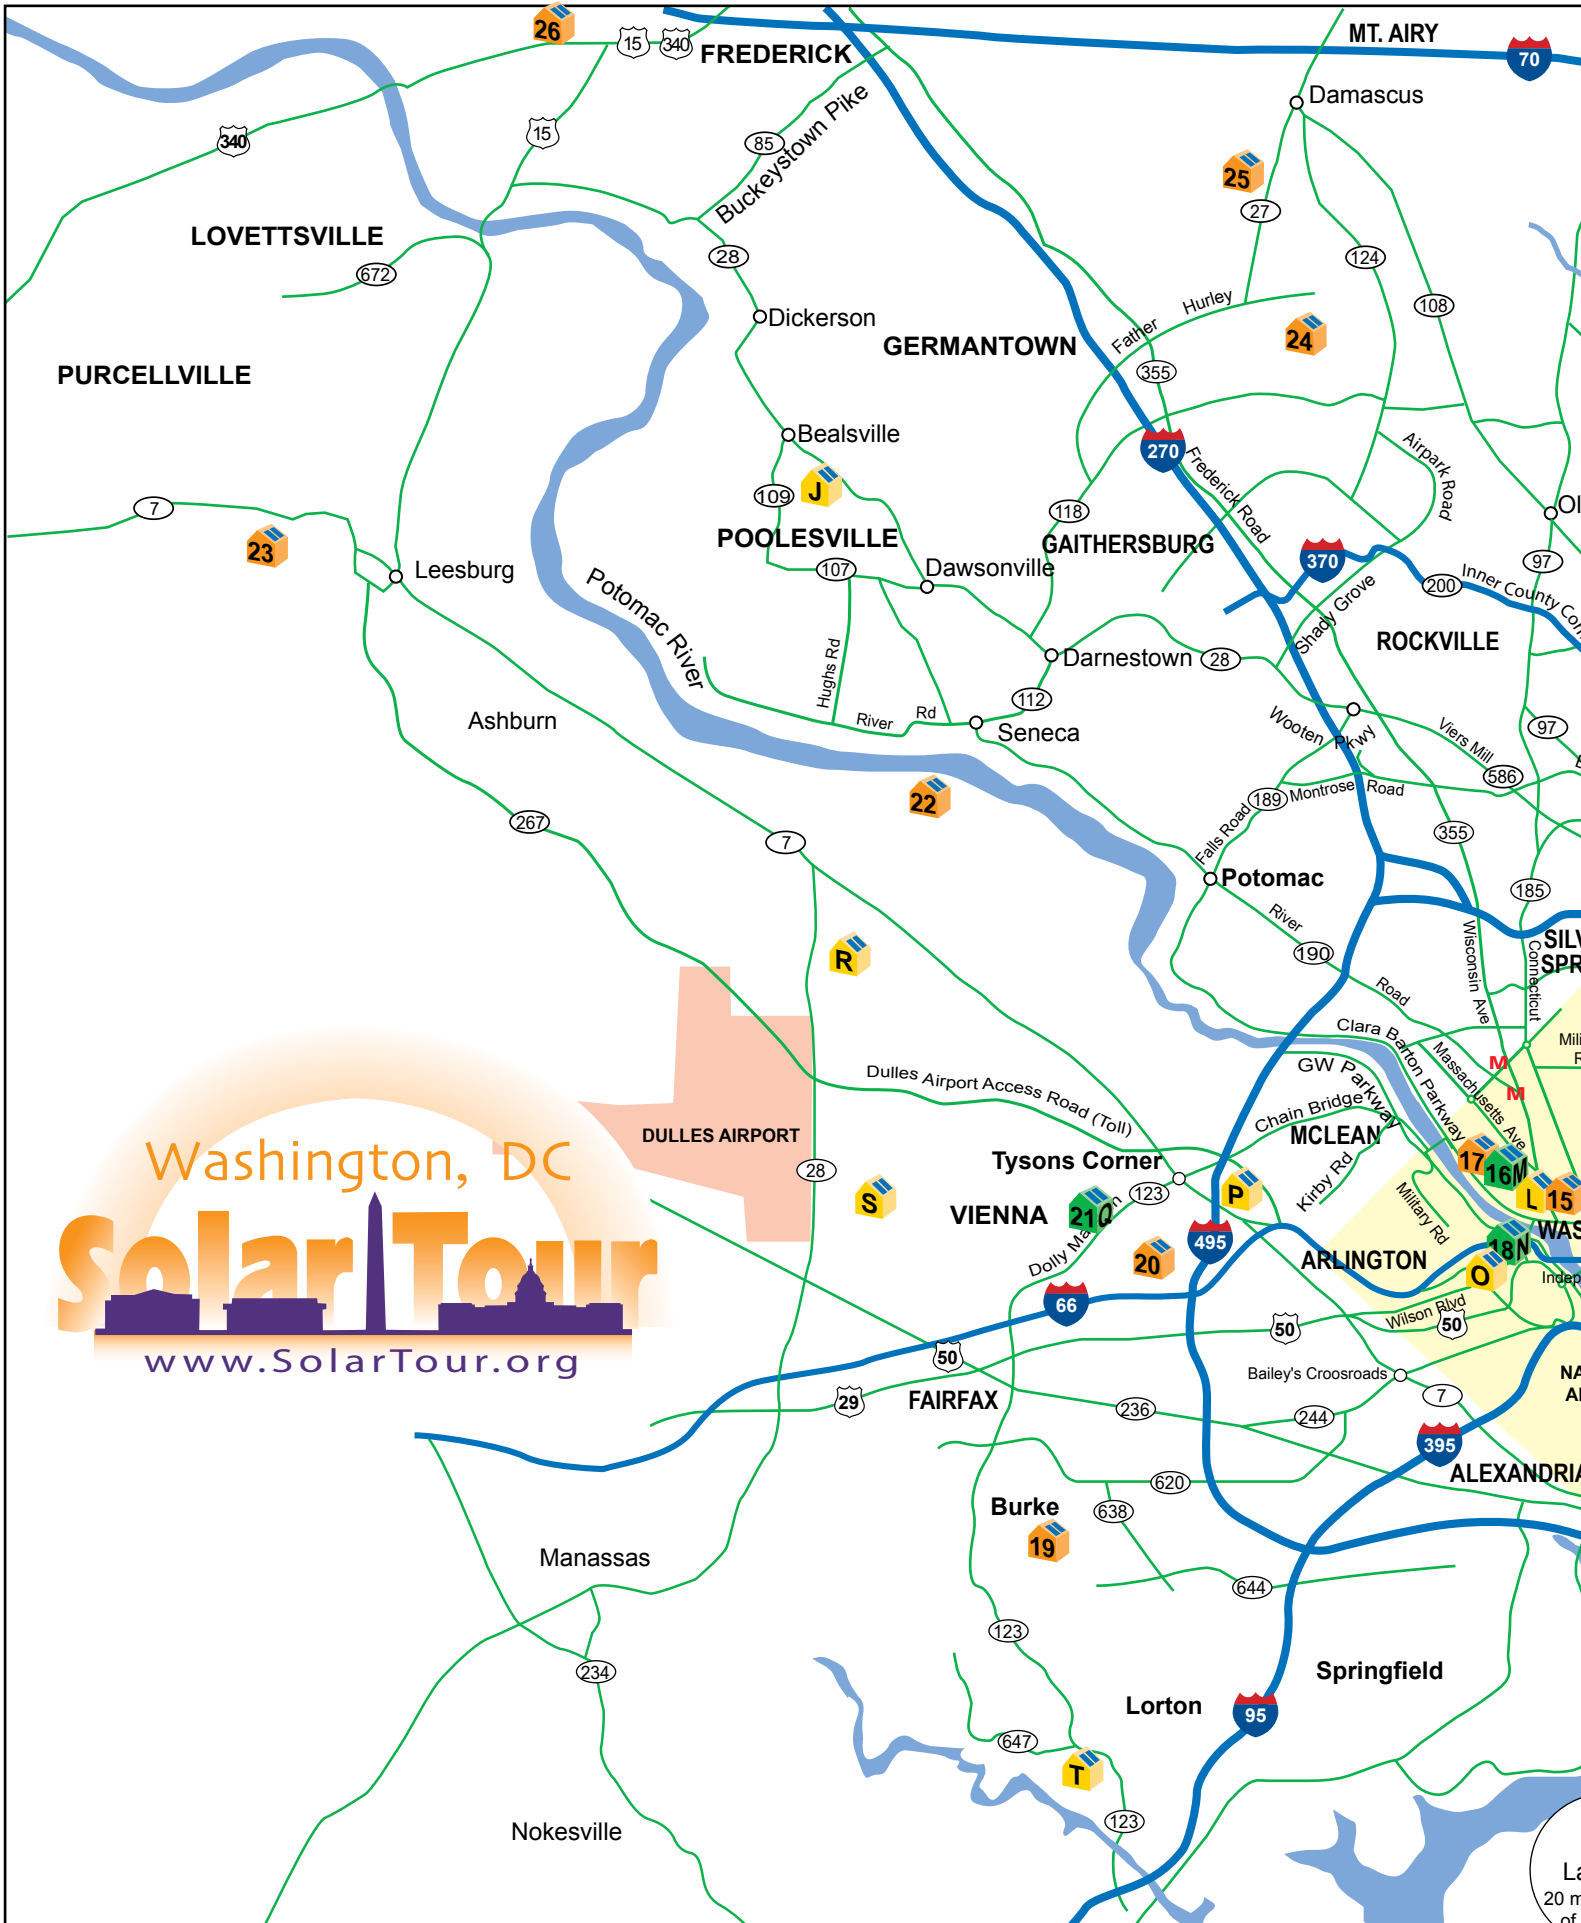 26
15
340
FREDERICK
MT. AIRY
70
Damascus
340
15
85
Buckeystown Pike
25
27
LOVETTSVILLE
672
28
124
108
Dickerson
Father Hurley
24
GERMANTOWN
355
PURCELLVILLE
Bealsville
270
Airpark Road
J
109
7
23
118
Frederick Road
POOLESVILLE
GAITHERSBURG
370
97
107
Dawsonville
Leesburg
200
Inner County
Potomac River
Shady Grove
ROCKVILLE
Hughs Rd
Darnestown
28
112
River Rd
Seneca
Ashburn
Wooten Pkwy
Viers Mill
97
586
22
189
Montrose Road
267
7
Falls Road
355
Potomac
185
River
190
Road
Wisconsin Ave
Connecticut
R
Clara Barton Parkway
Massachusetts Ave
M
M
GW Parkway
Dulles Airport Access Road (Toll)
Chain Bridge
MCLEAN
DULLES AIRPORT
Washington, DC
Solar Tour
www.SolarTour.org
28
Tysons Corner
123
P
Kirby Rd
Military Rd
17
16
M
L
15
S
VIENNA
21
Q
20
495
ARLINGTON
18
N
O
66
Wilson Blvd
50
50
50
Bailey's Croosroads
29
FAIRFAX
236
244
7
395
ALEXANDRIA
620
Burke
638
19
Manassas
644
123
234
Springfield
Lorton
95
647
T
123
Nokesville
20
of